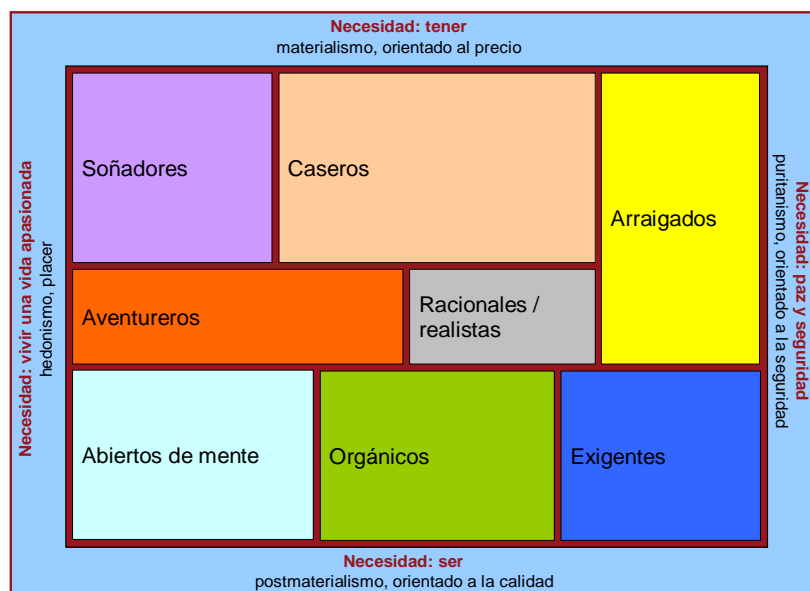 Necesidad: tener
materialismo, orientado al precio
Necesidad: vivir una vida apasionada
hedonismo, placer
Soñadores
Caseros
Arraigados
Aventureros
Racionales /
realistas
Abiertos de mente
Orgánicos
Exigentes
Necesidad: paz y seguridad
puritanismo, orientado a la seguridad
Necesidad: ser
postmaterialismo, orientado a la calidad